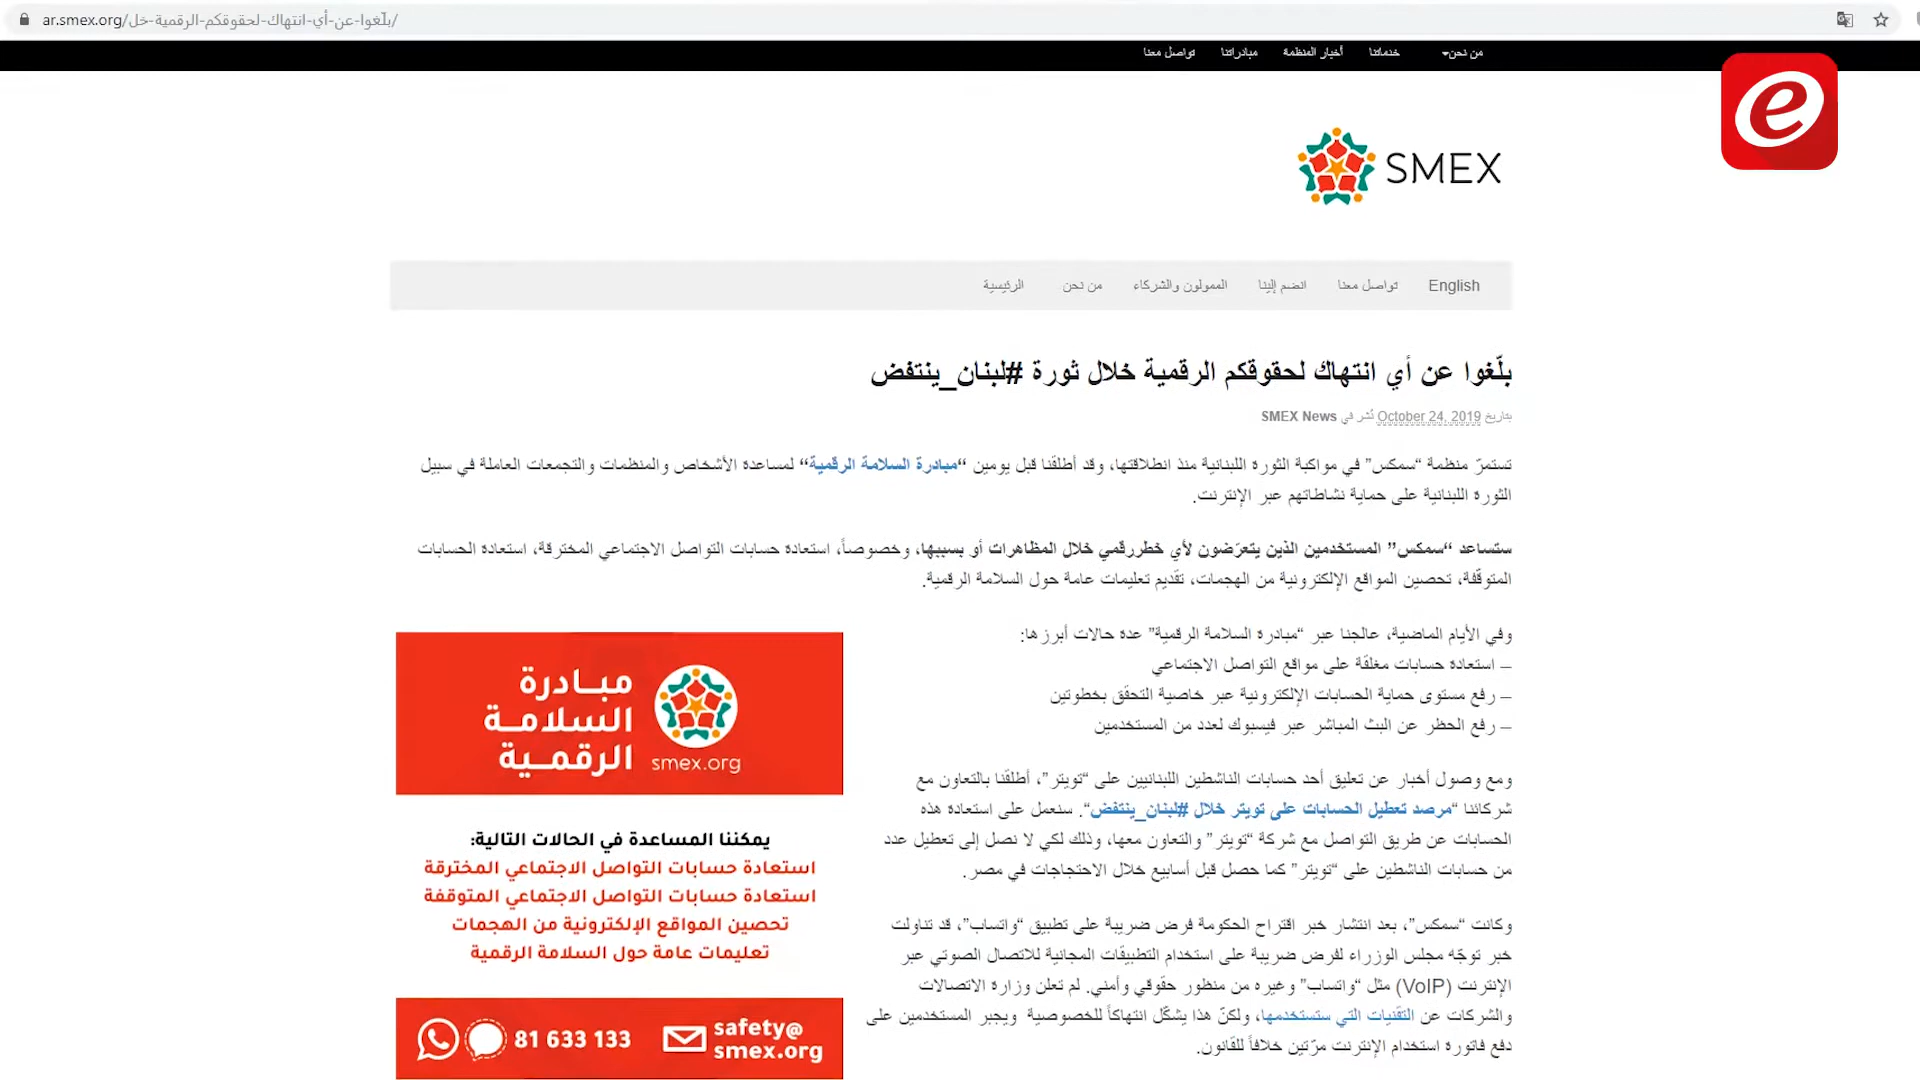 ar.smex.org/بلّغوا-عن-أي-انتهاك-لحقوقكم-الرقمية-خل/
من نحن
خدماتنا
أخبار المنظمة
مبادراتنا
تواصل معنا
e
SMEX
English
تواصل معنا
انضم إلينا
الممولون والشركاء
من نحن
الرئيسية
بلّغوا عن أي انتهاك لحقوقكم الرقمية خلال ثورة #لبنان_ينتفض
بتاريخ October 24, 2019 نُشر في SMEX News
تستمرّ منظمة “سمكس” في مواكبة الثورة اللبنانية منذ انطلاقتها، وقد أطلقنا قبل يومين “مبادرة السلامة الرقمية“ لمساعدة الأشخاص والمنظمات والتجمعات العاملة في سبيل
الثورة اللبنانية على حماية نشاطاتهم عبر الإنترنت.
ستساعد “سمكس” المستخدمين الذين يتعرّضون لأي خطررقمي خلال المظاهرات أو بسببها، وخصوصاً، استعادة حسابات التواصل الاجتماعي المخترقة، استعادة الحسابات
المتوقّفة، تحصين المواقع الإلكترونية من الهجمات، تقديم تعليمات عامة حول السلامة الرقمية.
وفي الأيام الماضية، عالجنا عبر “مبادرة السلامة الرقمية” عدة حالات أبرزها:
– استعادة حسابات مغلقة على مواقع التواصل الاجتماعي
– رفع مستوى حماية الحسابات الإلكترونية عبر خاصية التحقّق بخطوتين
– رفع الحظر عن البث المباشر عبر فيسبوك لعدد من المستخدمين
ومع وصول أخبار عن تعليق أحد حسابات الناشطين اللبنانيين على “تويتر”، أطلقنا بالتعاون مع
شركائنا “مرصد تعطيل الحسابات على تويتر خلال #لبنان_ينتفض“. سنعمل على استعادة هذه
الحسابات عن طريق التواصل مع شركة “تويتر” والتعاون معها، وذلك لكي لا نصل إلى تعطيل عدد
من حسابات الناشطين على “تويتر” كما حصل قبل أسابيع خلال الاحتجاجات في مصر.
وكانت “سمكس”، بعد انتشار خبر اقتراح الحكومة فرض ضريبة على تطبيق “واتساب”، قد تناولت
خبر توجّه مجلس الوزراء لفرض ضريبة على استخدام التطبيقات المجانية للاتصال الصوتي عبر
الإنترنت (VoIP) مثل “واتساب” وغيره من منظور حقوقي وأمني. لم تعلن وزارة الاتصالات
والشركات عن التقنيات التي ستستخدمها، ولكنّ هذا يشكّل انتهاكاً للخصوصية ويجبر المستخدمين على
دفع فاتورة استخدام الإنترنت مرّتين خلافاً للقانون.
مبـادرة
السلامـة
الرقمـية
smex.org
يمكننا المساعدة في الحالات التالية:
استعادة حسابات التواصل الاجتماعي المخترقة
استعادة حسابات التواصل الاجتماعي المتوقفة
تحصين المواقع الإلكترونية من الهجمات
تعليمات عامة حول السلامة الرقمية
81 633 133
safety@
smex.org